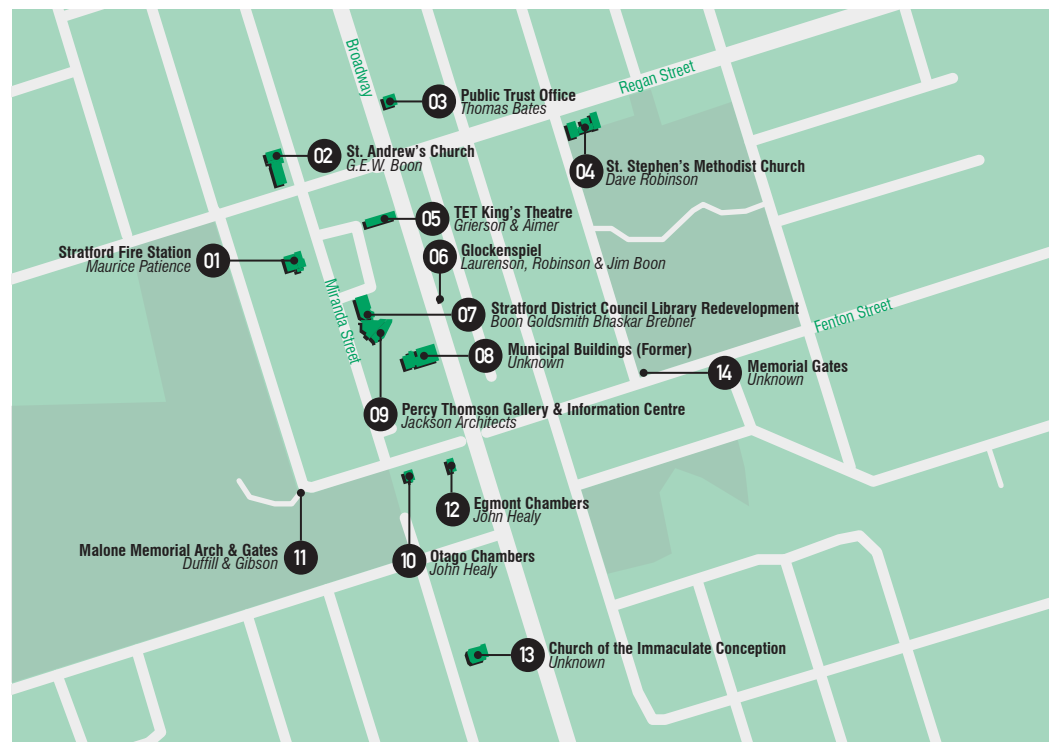 Broadway
Regan Street
03
Public Trust Office
Thomas Bates
02
St. Andrew's Church
G.E.W. Boon
04
St. Stephen's Methodist Church
Dave Robinson
05
TET King's Theatre
Grierson & Aimer
Stratford Fire Station
Maurice Patience
01
06
Glockenspiel
Laurenson, Robinson & Jim Boon
Miranda Street
07
Stratford District Council Library Redevelopment
Boon Goldsmith Bhaskar Brebner
Fenton Street
08
Municipal Buildings (Former)
Unknown
14
Memorial Gates
Unknown
09
Percy Thomson Gallery & Information Centre
Jackson Architects
12
Egmont Chambers
John Healy
Malone Memorial Arch & Gates
Duffill & Gibson
11
10
Otago Chambers
John Healy
13
Church of the Immaculate Conception
Unknown